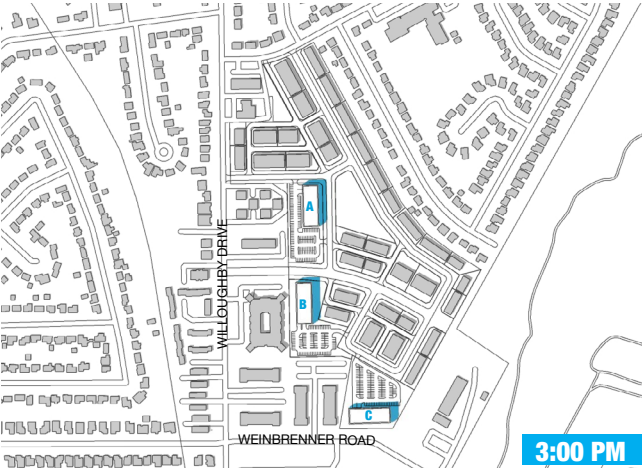 A
WILLOUGHBY DRIVE
B
C
WEINBRENNER ROAD
3:00 PM